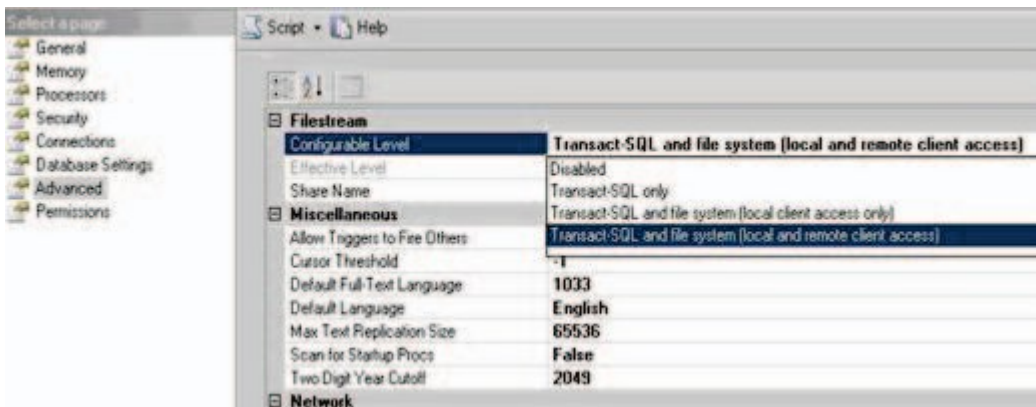 Select a page
General
Memory
Processors
Security
Connections
Database Settings
Advanced
Permissions
Script Help
Filestream
Configurable Level Transact-SQL and file system (local and remote client access)
Effective Level Disabled
Share Name Transact-SQL only
Transact-SQL and file system (local client access only)
Miscellaneous
Allow Triggers to Fire Others Transact-SQL and file system (local and remote client access)
Cursor Threshold -1
Default Full-Text Language 1033
Default Language English
Max Text Replication Size 65536
Scan for Startup Procs False
Two Digit Year Cutoff 2049
Network